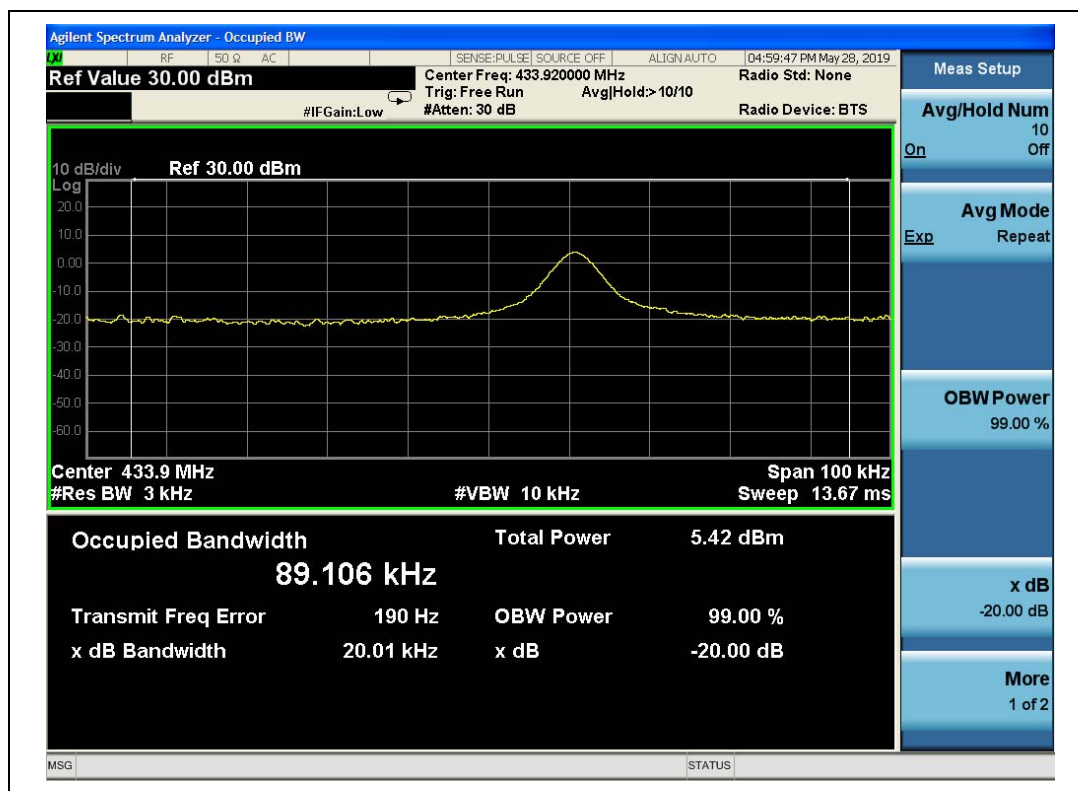 Agilent Spectrum Analyzer - Occupied BW
LXI RF 50 Ω AC SENSE:PULSE SOURCE OFF ALIGN AUTO 04:59:47 PM May 28, 2019
Ref Value 30.00 dBm Center Freq: 433.920000 MHz Radio Std: None
Trig: Free Run Avg|Hold:> 10/10
#IFGain:Low #Atten: 30 dB Radio Device: BTS
10 dB/div Ref 30.00 dBm
Log
20.0
10.0
0.00
-10.0
-20.0
-30.0
-40.0
-50.0
-60.0
Center 433.9 MHz Span 100 kHz
#Res BW 3 kHz #VBW 10 kHz Sweep 13.67 ms
Occupied Bandwidth Total Power 5.42 dBm
89.106 kHz
Transmit Freq Error 190 Hz OBW Power 99.00 %
x dB Bandwidth 20.01 kHz x dB -20.00 dB
MSG STATUS
Meas Setup
Avg/Hold Num
10
On Off
Avg Mode
Exp Repeat
OBW Power
99.00 %
x dB
-20.00 dB
More
1 of 2